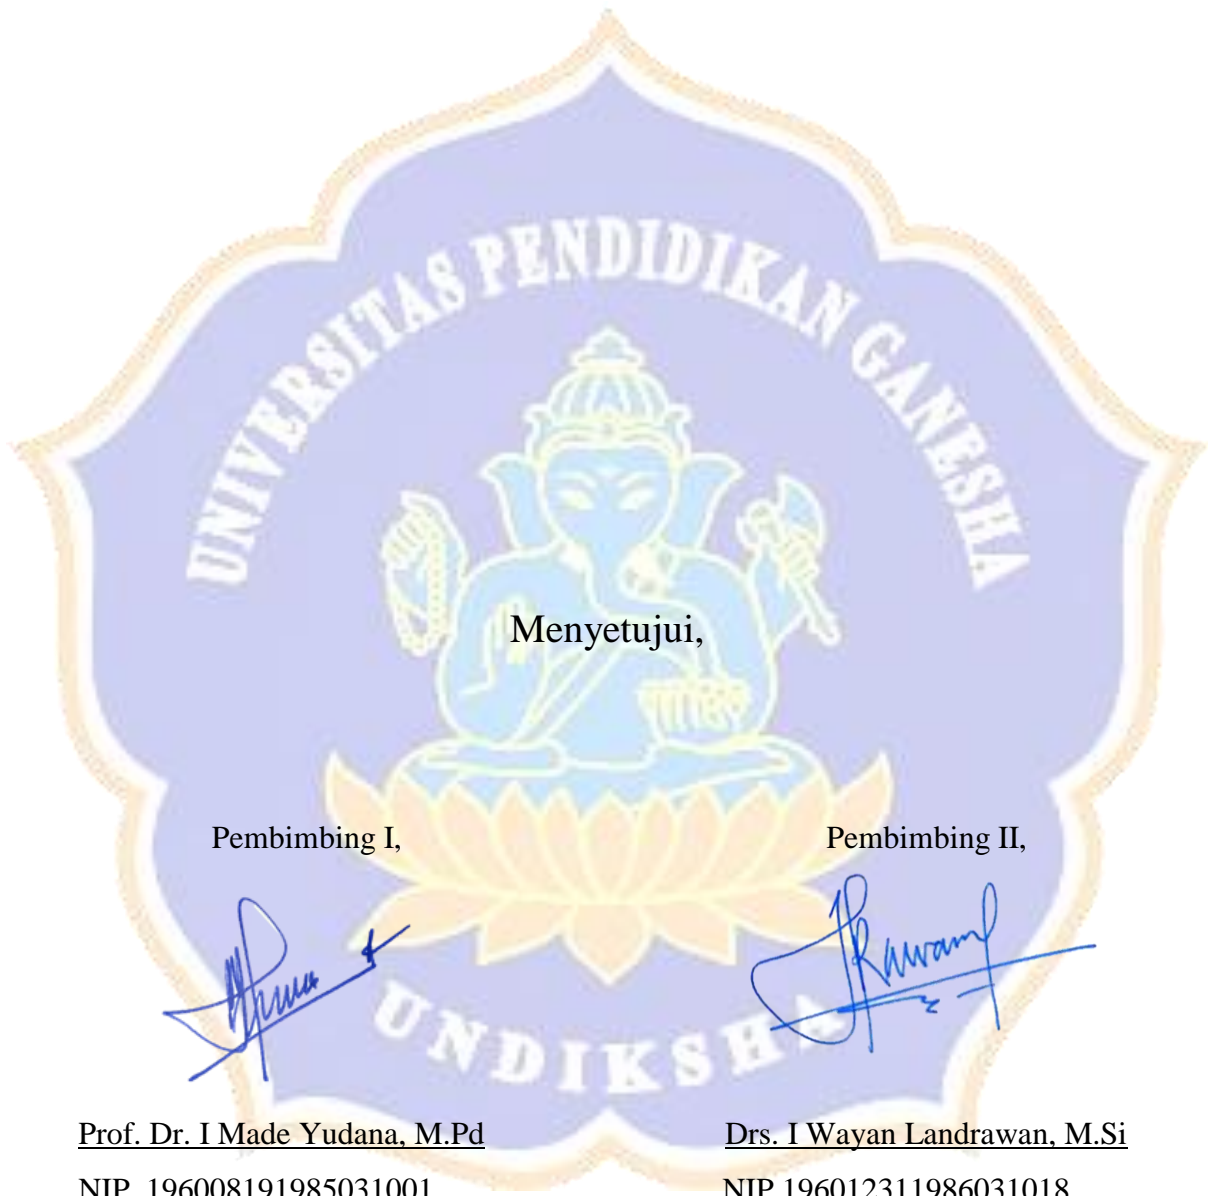 UNIVERSITAS PENDIDIKAN GANESHA
Menyetujui,
Pembimbing I, Pembimbing II,
UNDIKSHA
Prof. Dr. I Made Yudana, M.Pd Drs. I Wayan Landrawan, M.Si
NIP. 196008191985031001 NIP.196012311986031018